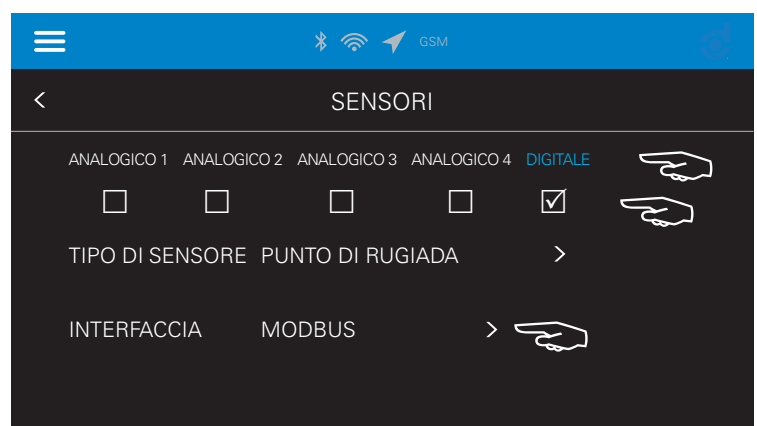 GSM
< SENSORI
ANALOGICO 1 ANALOGICO 2 ANALOGICO 3 ANALOGICO 4 DIGITALE
TIPO DI SENSORE PUNTO DI RUGIADA >
INTERFACCIA MODBUS >